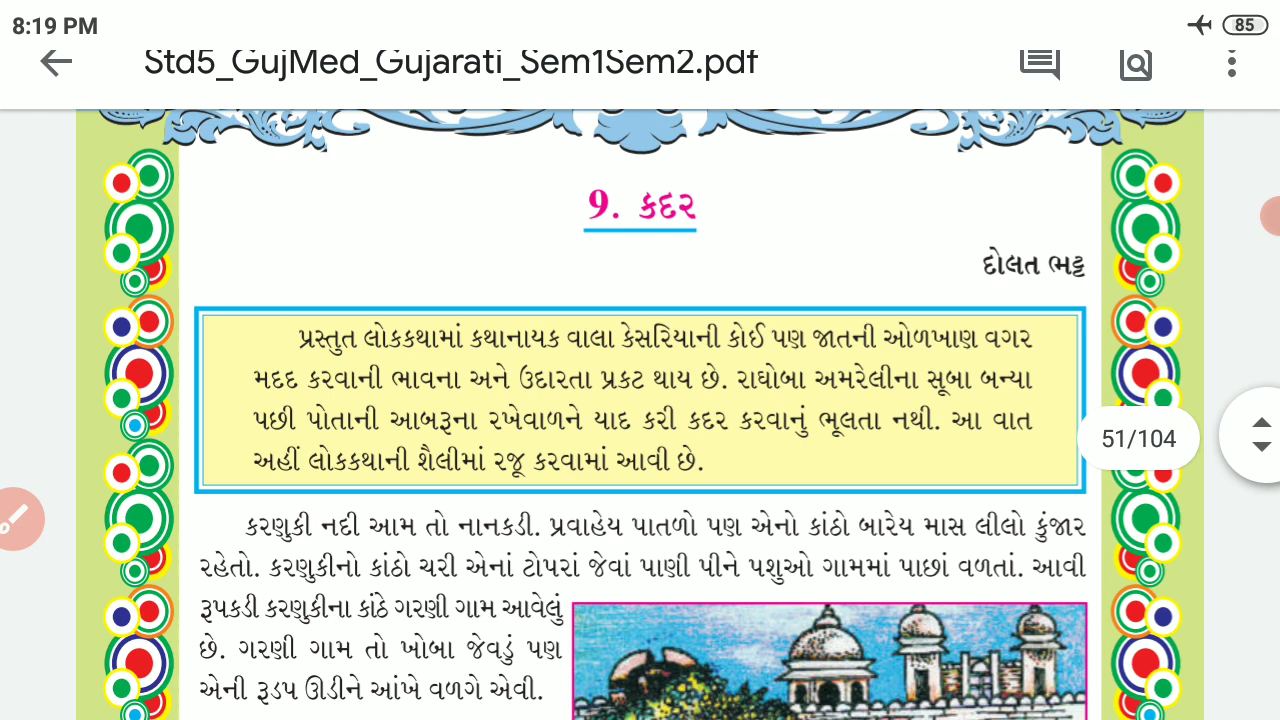 8:19 PM
85
Std5_GujMed_Gujarati_Sem1Sem2.pdf
9. કદર
દોલત ભટ્ટ
પ્રસ્તુત લોકકથામાં કથાનાયક વાલા કેસરિયાની કોઈ પણ જાતની ઓળખાણ વગર
મદદ કરવાની ભાવના અને ઉદારતા પ્રકટ થાય છે. રાઘોબા અમરેલીના સૂબા બન્યા
પછી પોતાની આબરૂના રખેવાળને યાદ કરી કદર કરવાનું ભૂલતા નથી. આ વાત
અહીં લોકકથાની શૈલીમાં રજૂ કરવામાં આવી છે.
51/104
કરણુકી નદી આમ તો નાનકડી. પ્રવાહેય પાતળો પણ એનો કાંઠો બારેય માસ લીલો કુંજાર
રહેતો. કરણુકીનો કાંઠો ચરી એનાં ટોપરાં જેવાં પાણી પીને પશુઓ ગામમાં પાછાં વળતાં. આવી
રૂપકડી કરણુકીના કાંઠે ગરણી ગામ આવેલું
છે. ગરણી ગામ તો ખોબા જેવડું પણ
એની રૂડપ ઊડીને આંખે વળગે એવી.